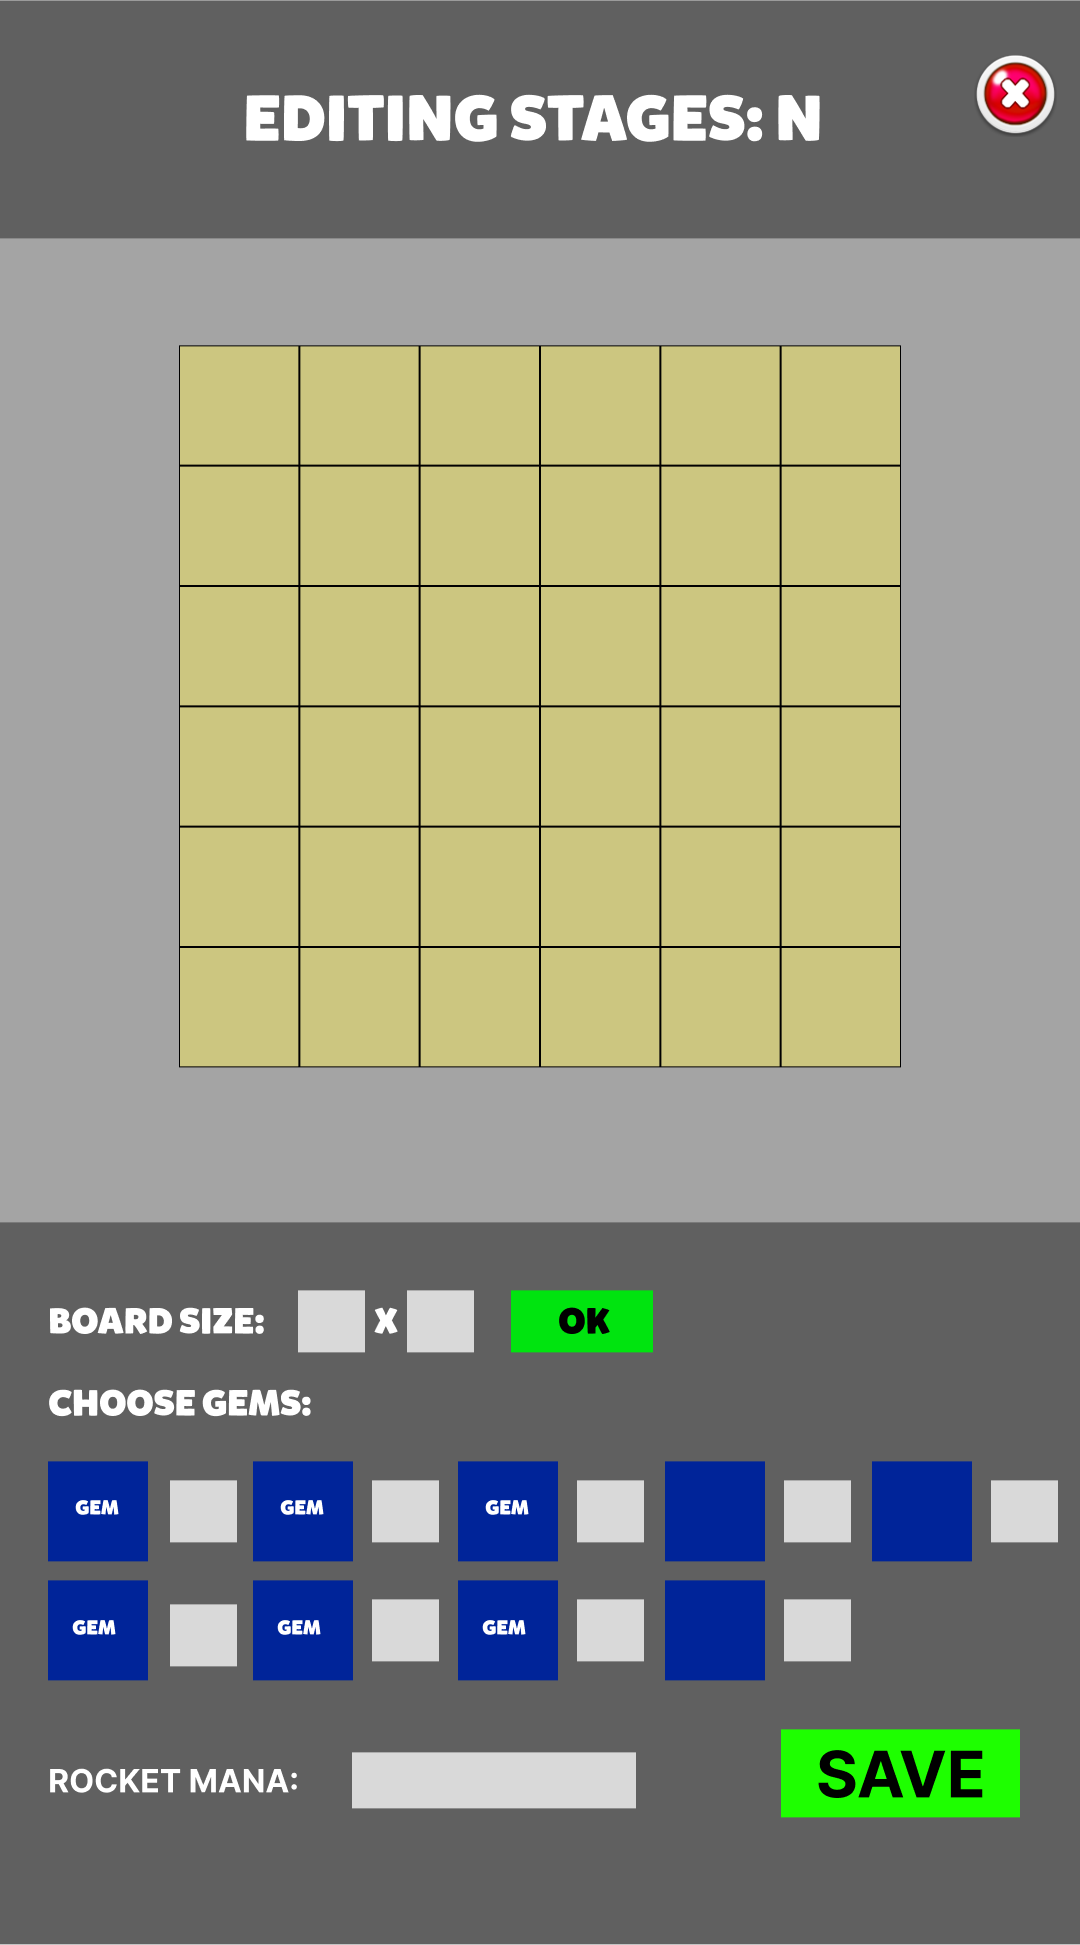 EDITING STAGES: N
BOARD SIZE: X OK
CHOOSE GEMS:
GEM GEM GEM
GEM GEM GEM
ROCKET MANA: SAVE